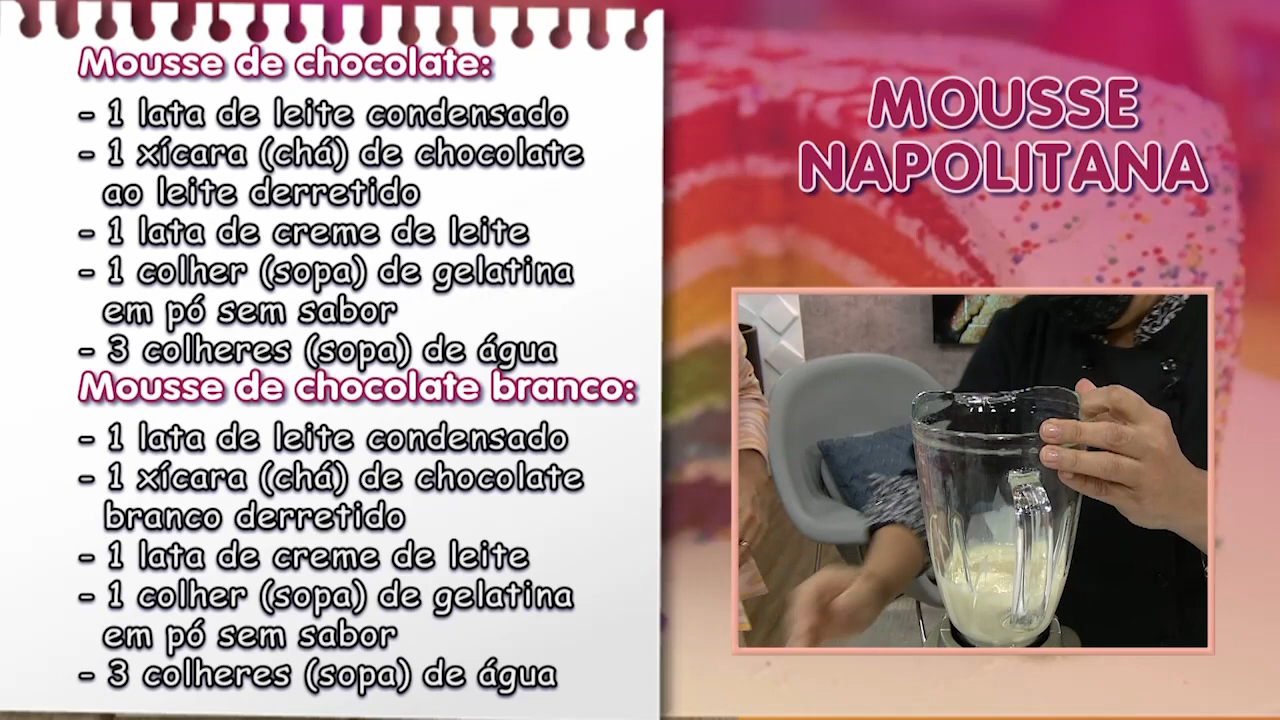 Mousse de chocolate:
- 1 lata de leite condensado
- 1 xícara (chá) de chocolate
ao leite derretido
- 1 lata de creme de leite
- 1 colher (sopa) de gelatina
em pó sem sabor
- 3 colheres (sopa) de água
Mousse de chocolate branco:
- 1 lata de leite condensado
- 1 xícara (chá) de chocolate
branco derretido
- 1 lata de creme de leite
- 1 colher (sopa) de gelatina
em pó sem sabor
- 3 colheres (sopa) de água
MOUSSE
NAPOLITANA